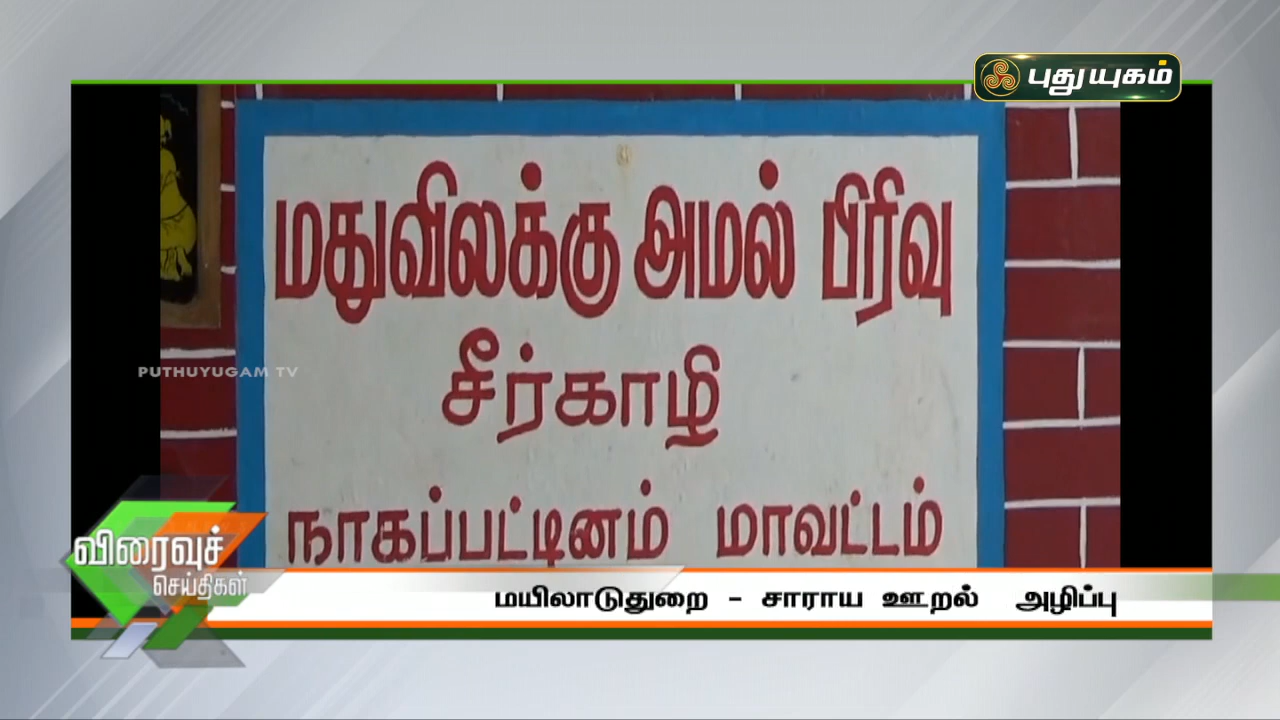 புதுயுகம்
மதுவிலக்கு அமல் பிரிவு
சீர்காழி
PUTHUYUGAM TV
நாகப்பட்டினம் மாவட்டம்
விரைவுச்
செய்திகள்
மயிலாடுதுறை - சாராய ஊறல் அழிப்பு